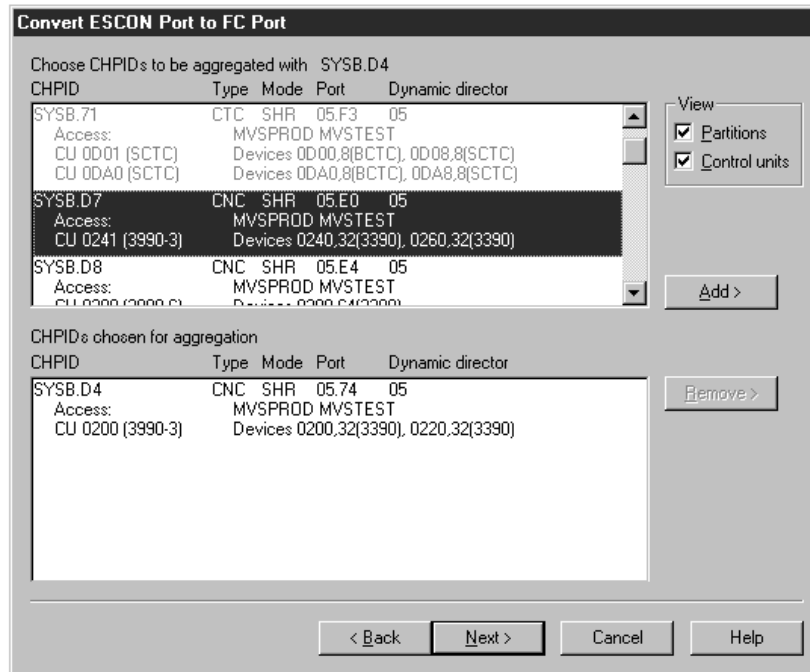 Convert ESCON Port to FC Port
Choose CHPIDs to be aggregated with SYSB.D4
CHPID Type Mode Port Dynamic director
SYSB.71 CTC SHR 05.F3 05
Access: MVSPROD MVSTEST
CU 0D01 (SCTC) Devices 0D00,8(BCTC), 0D08,8(SCTC)
CU 0DA0 (SCTC) Devices 0DA0,8(BCTC), 0DA8,8(SCTC)
SYSB.D7 CNC SHR 05.E0 05
Access: MVSPROD MVSTEST
CU 0241 (3990-3) Devices 0240,32(3390), 0260,32(3390)
SYSB.D8 CNC SHR 05.E4 05
Access: MVSPROD MVSTEST
View
Partitions
Control units
Add >
CHPIDs chosen for aggregation
CHPID Type Mode Port Dynamic director
SYSB.D4 CNC SHR 05.74 05
Access: MVSPROD MVSTEST
CU 0200 (3990-3) Devices 0200,32(3390), 0220,32(3390)
Remove >
< Back Next > Cancel Help